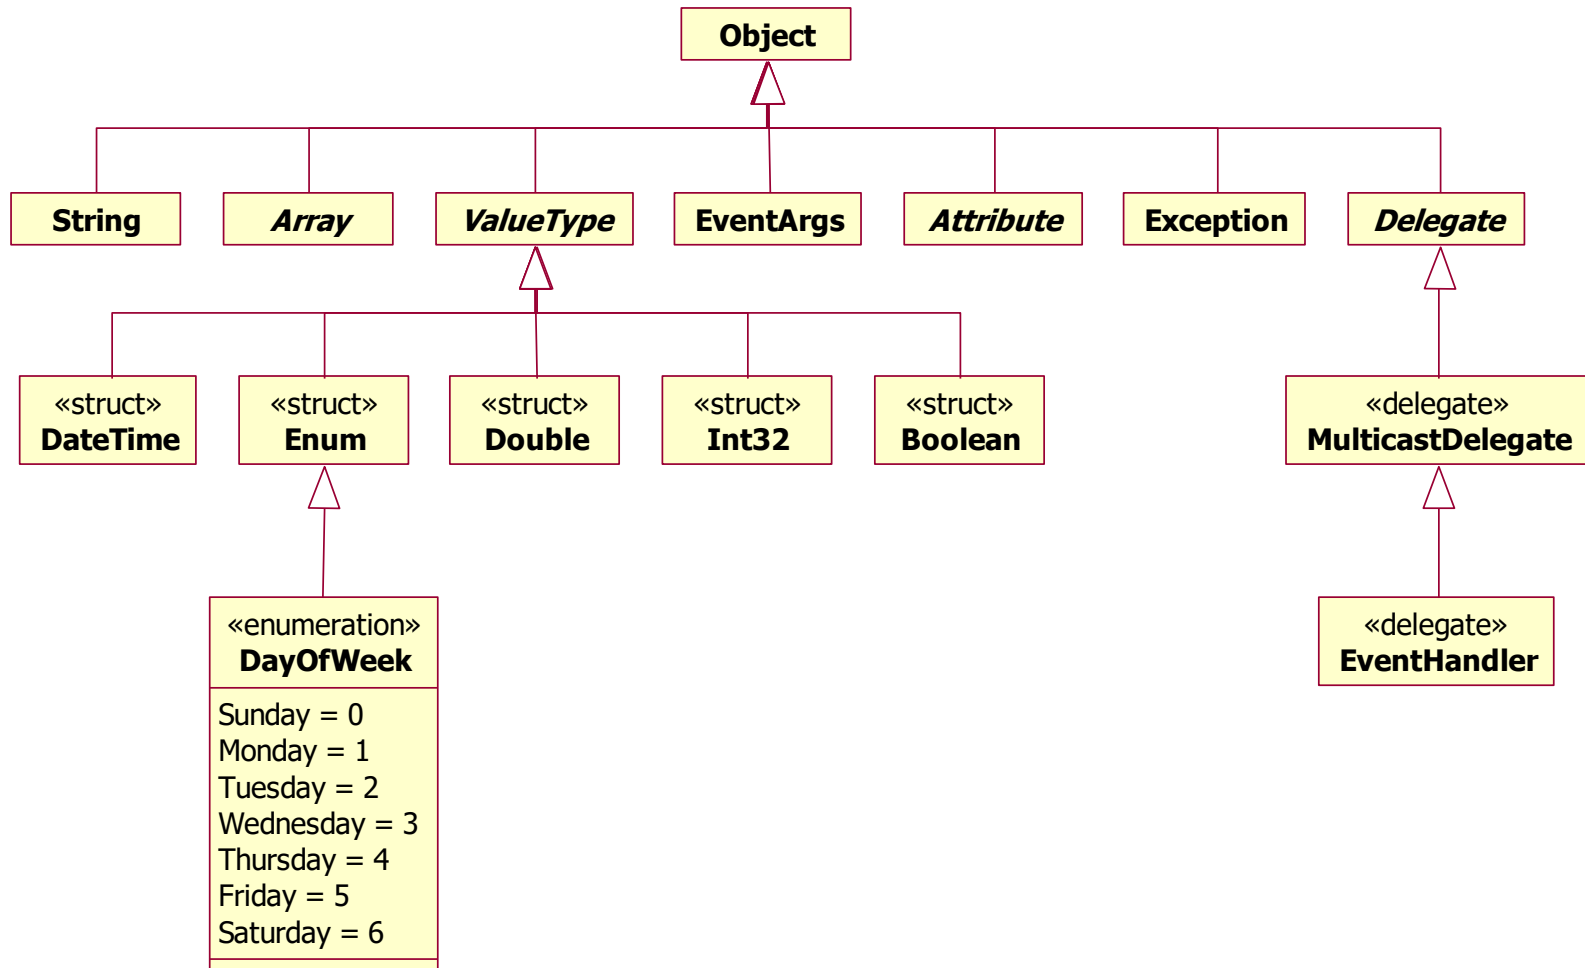 Object
String
Array
ValueType
EventArgs
Attribute
Exception
Delegate
«struct»
DateTime
«struct»
Enum
«struct»
Double
«struct»
Int32
«struct»
Boolean
«delegate»
MulticastDelegate
«enumeration»
DayOfWeek
Sunday = 0
Monday = 1
Tuesday = 2
Wednesday = 3
Thursday = 4
Friday = 5
Saturday = 6
«delegate»
EventHandler